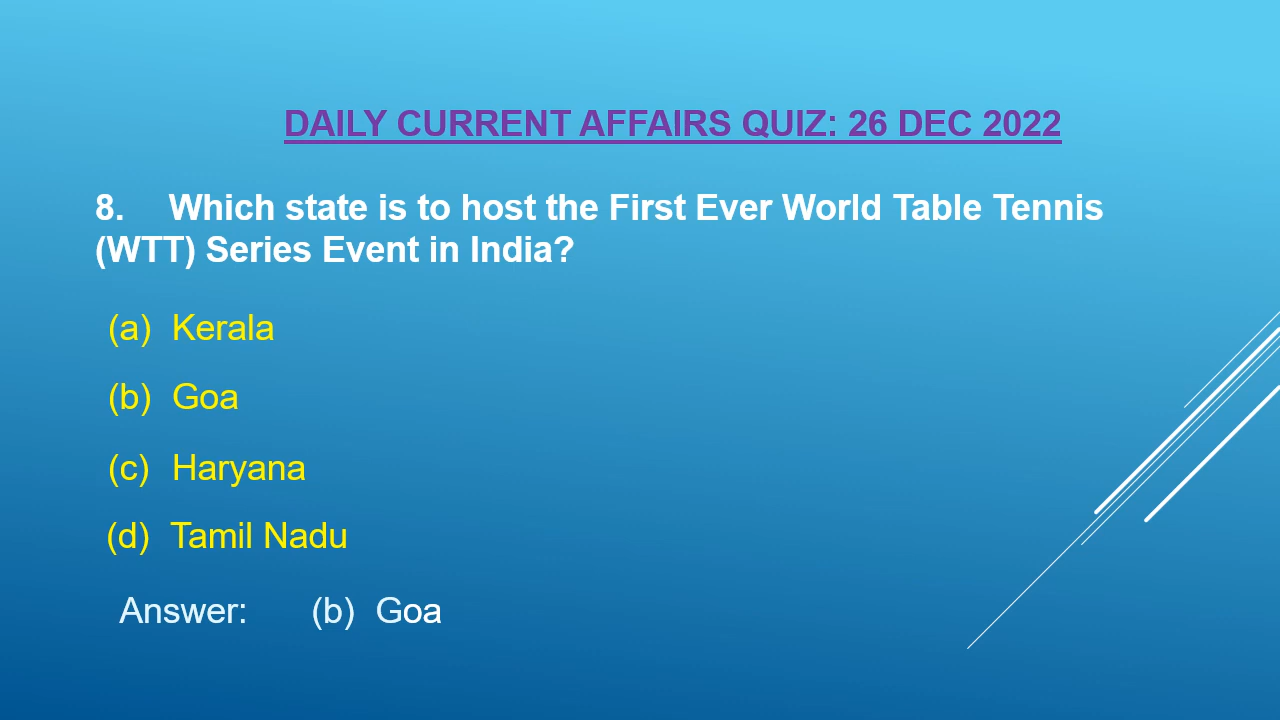 DAILY CURRENT AFFAIRS QUIZ: 26 DEC 2022
8. Which state is to host the First Ever World Table Tennis
(WTT) Series Event in India?
(a) Kerala
(b) Goa
(c) Haryana
(d) Tamil Nadu
Answer: (b) Goa